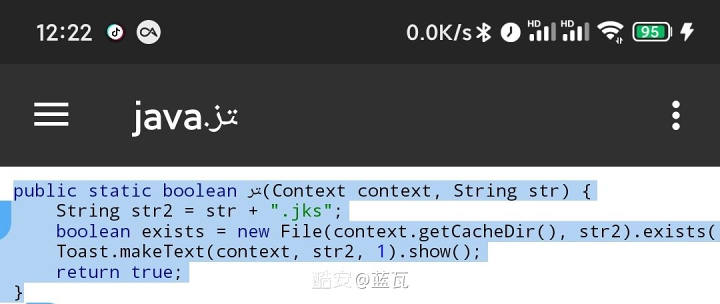 12:22 0.0K/s HD HD 95
تز.java
public static boolean تز(Context context, String str) {
String str2 = str + ".jks";
boolean exists = new File(context.getCacheDir(), str2).exists(
Toast.makeText(context, str2, 1).show();
return true;
}
酷安@蓝瓦